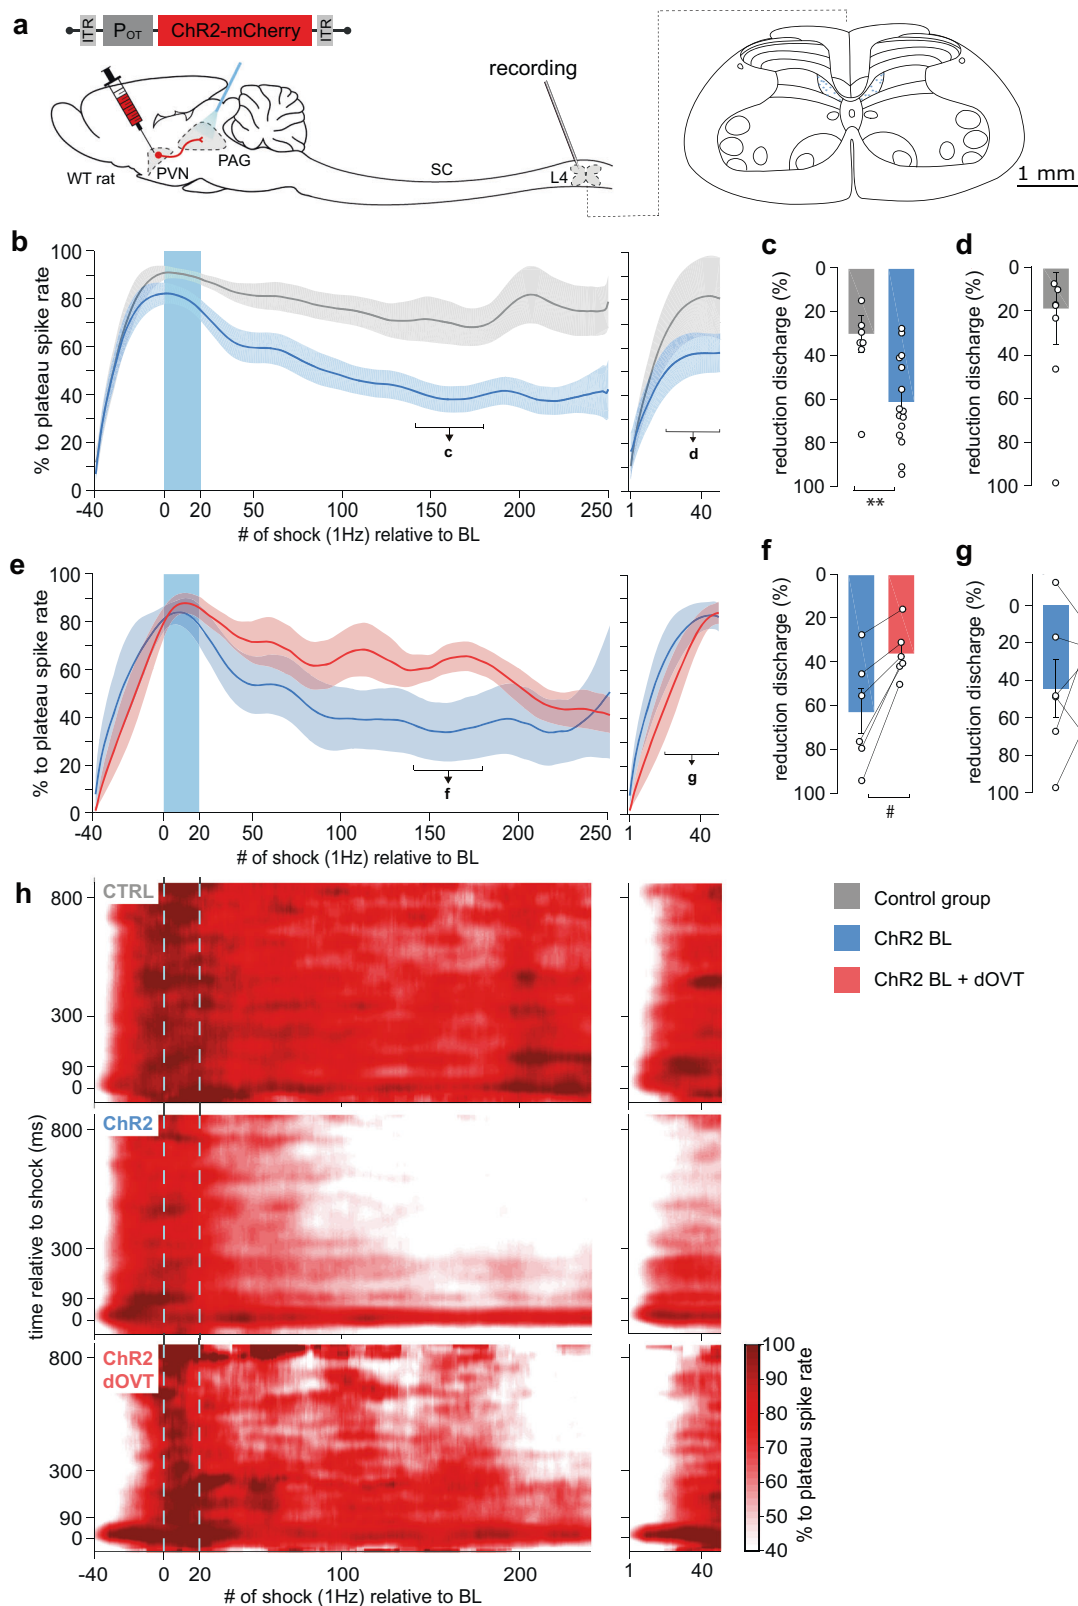 a
ITR
P_OT
ChR2-mCherry
ITR
recording
WT rat
PVN
PAG
SC
L4
1 mm
b
% to plateau spike rate
100
80
60
40
20
0
-40
0
20
50
100
150
200
250
# of shock (1Hz) relative to BL
c
1
40
d
c
reduction discharge (%)
0
20
40
60
80
100
**
d
reduction discharge (%)
0
20
40
60
80
100
e
% to plateau spike rate
100
80
60
40
20
0
-40
0
20
50
100
150
200
250
# of shock (1Hz) relative to BL
f
1
40
g
f
reduction discharge (%)
0
20
40
60
80
100
#
g
reduction discharge (%)
0
20
40
60
80
100
h
time relative to shock (ms)
CTRL
800
300
90
0
ChR2
800
300
90
0
ChR2
dOVT
800
300
90
0
-40
0
20
100
200
# of shock (1Hz) relative to BL
1
40
100
90
80
70
60
50
40
% to plateau spike rate
Control group
ChR2 BL
ChR2 BL + dOVT